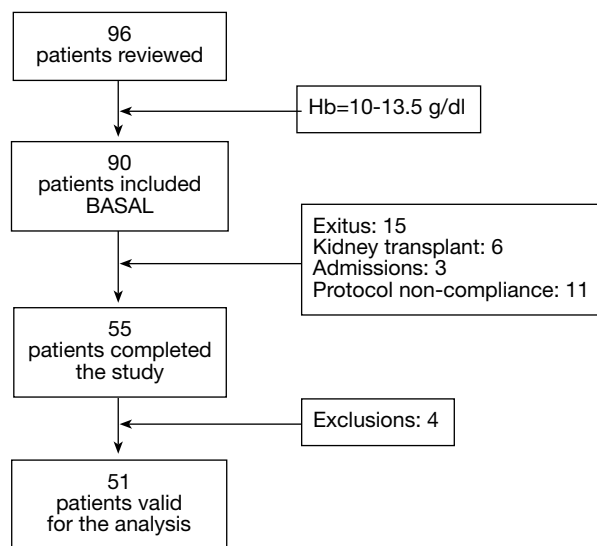 96
patients reviewed
Hb=10-13.5 g/dl
90
patients included
BASAL
Exitus: 15
Kidney transplant: 6
Admissions: 3
Protocol non-compliance: 11
55
patients completed
the study
Exclusions: 4
51
patients valid
for the analysis